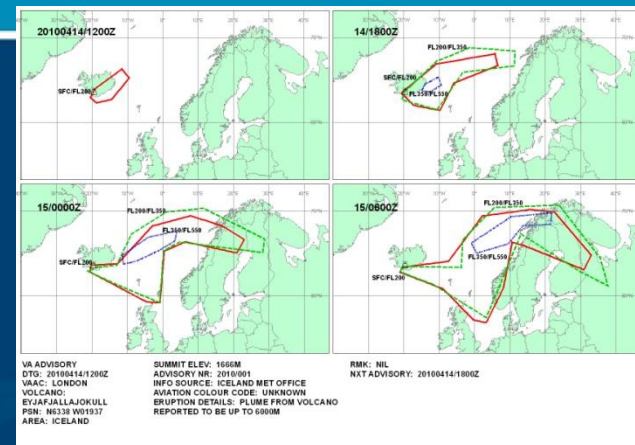 20100414/1200Z
SFC/FL200
14/1800Z
FL200/FL350
SFC/FL200
FL350/FL550
15/0000Z
FL200/FL350
FL350/FL550
SFC/FL200
15/0600Z
FL200/FL350
FL350/FL550
SFC/FL200
VA ADVISORY
DTG: 20100414/1200Z
VAAC: LONDON
VOLCANO:
EYJAFJALLAJOKULL
PSN: N6338 W01937
AREA: ICELAND
SUMMIT ELEV: 1666M
ADVISORY NR: 2010/001
INFO SOURCE: ICELAND MET OFFICE
AVIATION COLOUR CODE: UNKNOWN
ERUPTION DETAILS: PLUME FROM VOLCANO
REPORTED TO BE UP TO 6000M
RMK: NIL
NXT ADVISORY: 20100414/1800Z